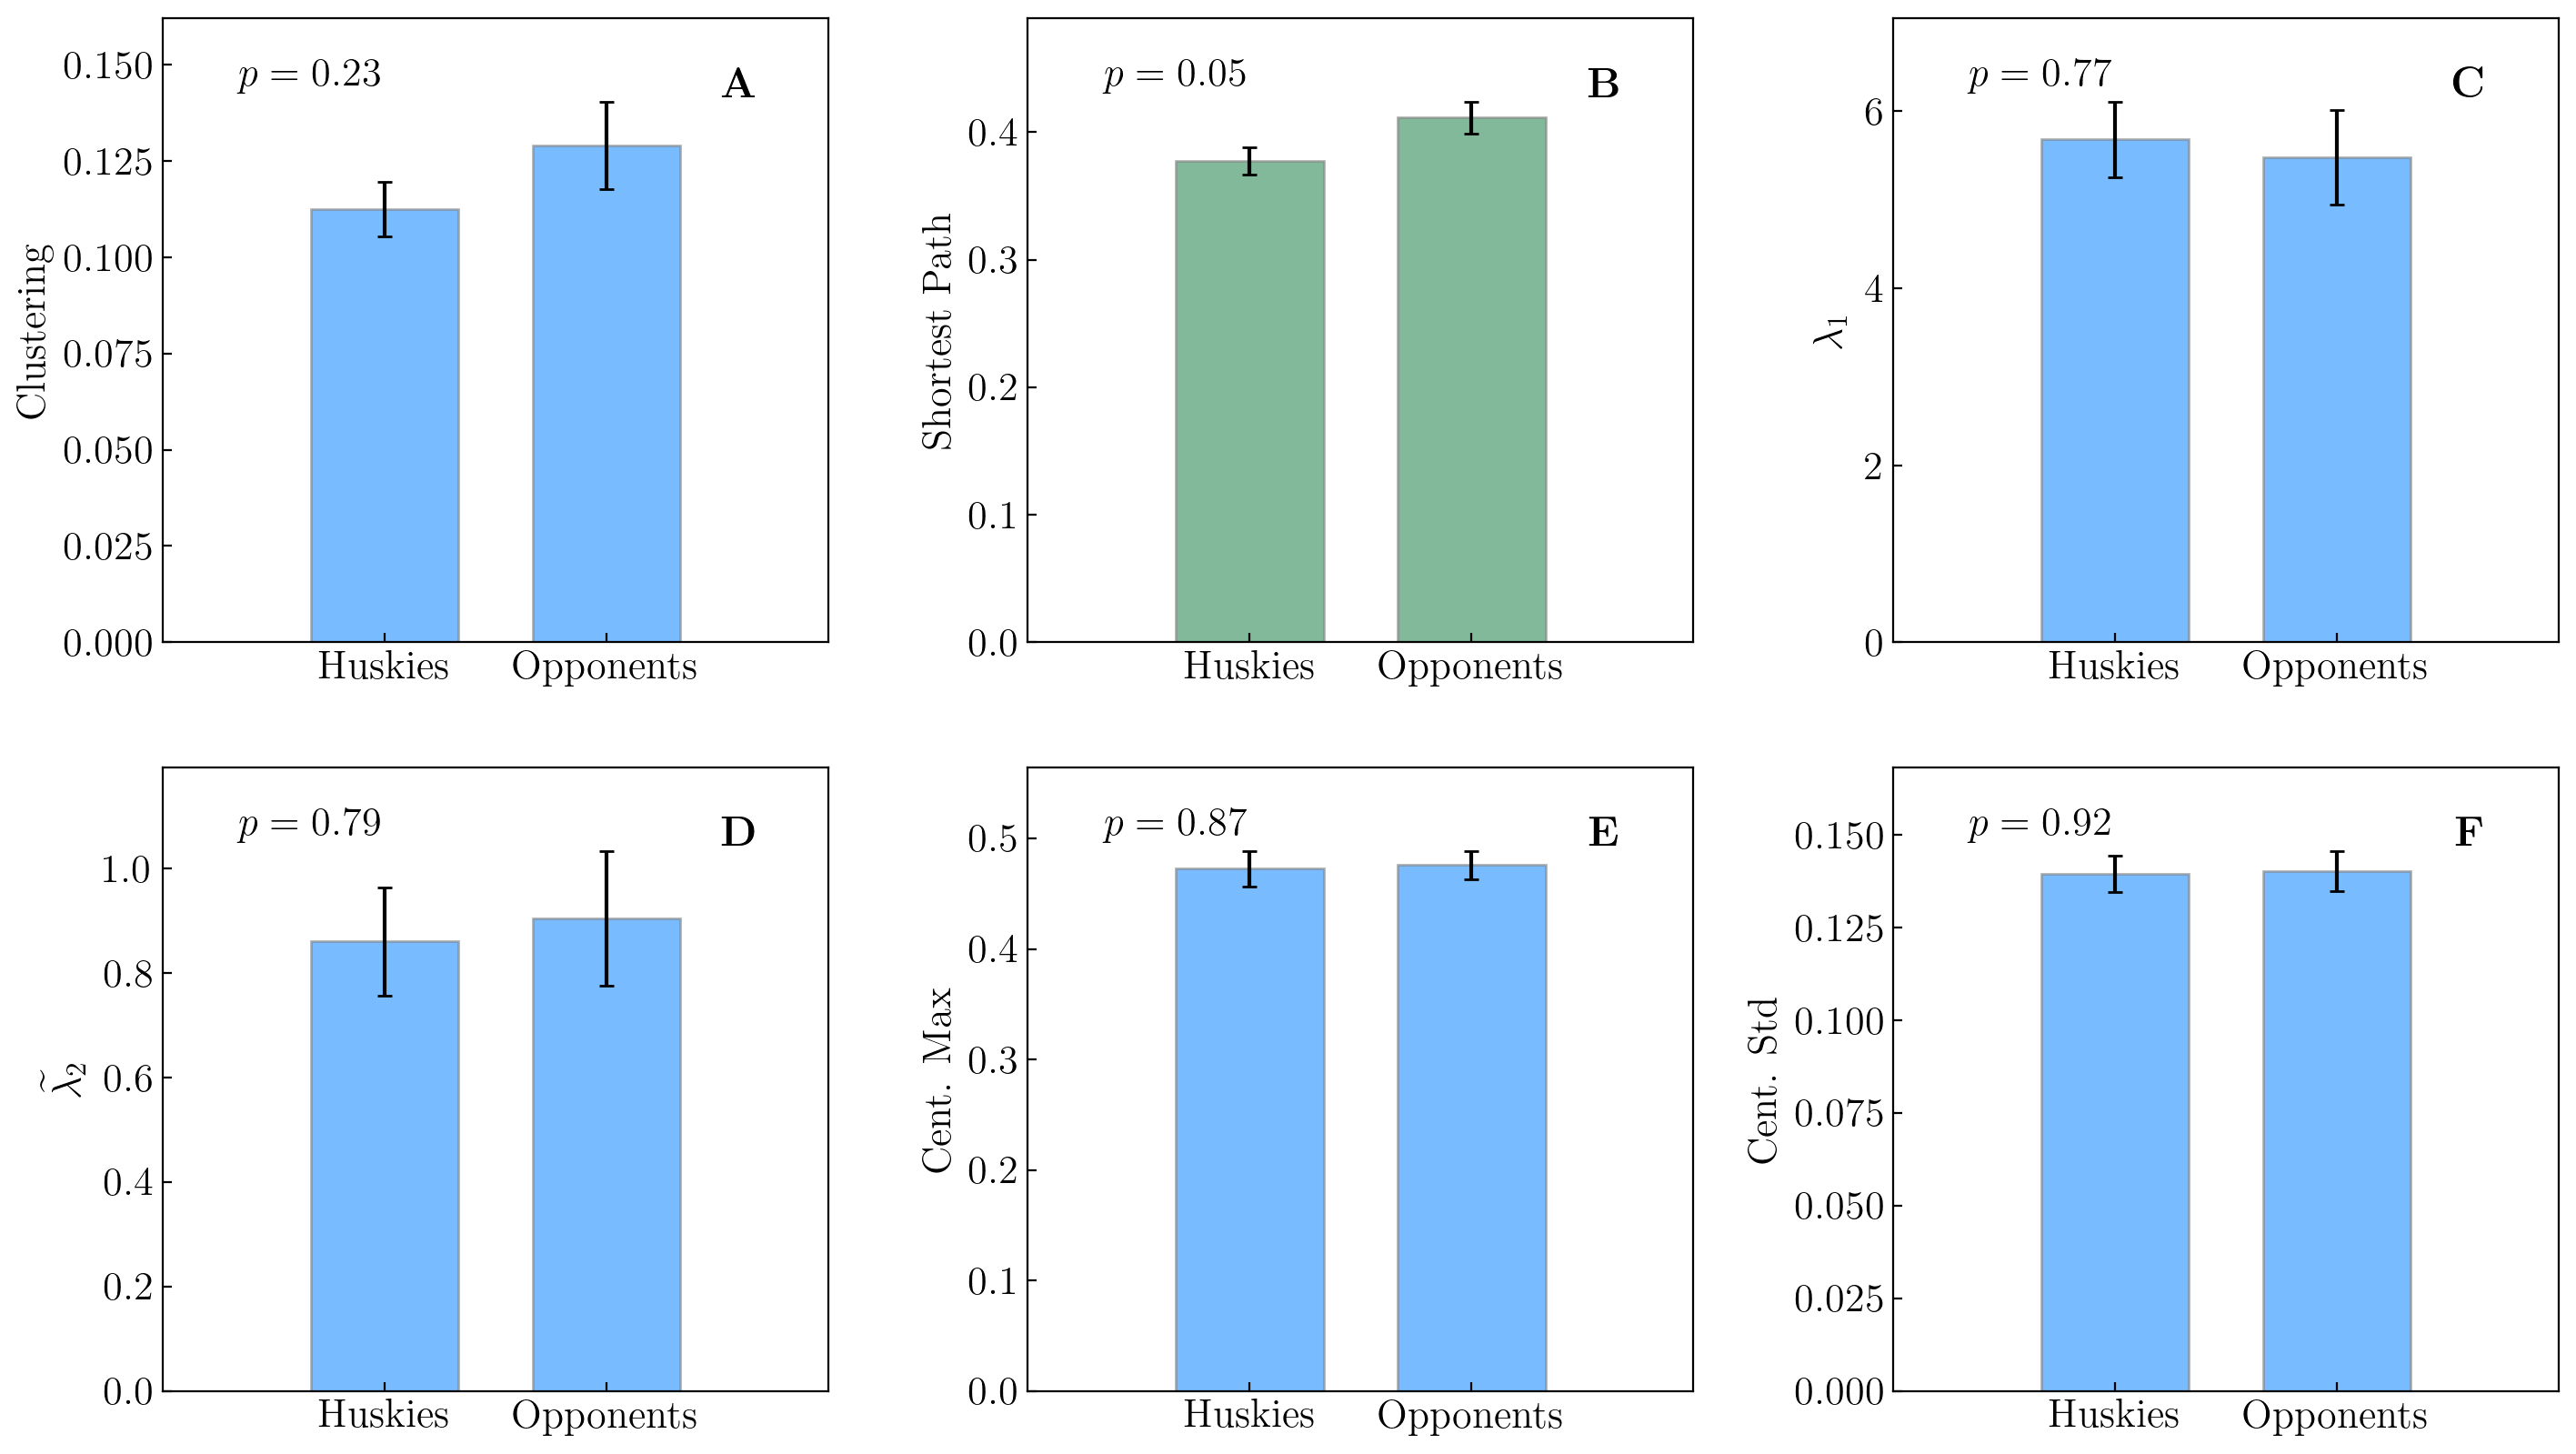 p = 0.23
A
0.150
0.125
0.100
0.075
0.050
0.025
0.000
Clustering
Huskies
Opponents
p = 0.05
B
0.4
0.3
0.2
0.1
0.0
Shortest Path
Huskies
Opponents
p = 0.77
C
6
4
2
0
λ₁
Huskies
Opponents
p = 0.79
D
1.0
0.8
0.6
0.4
0.2
0.0
λ̃₂
Huskies
Opponents
p = 0.87
E
0.5
0.4
0.3
0.2
0.1
0.0
Cent. Max
Huskies
Opponents
p = 0.92
F
0.150
0.125
0.100
0.075
0.050
0.025
0.000
Cent. Std
Huskies
Opponents